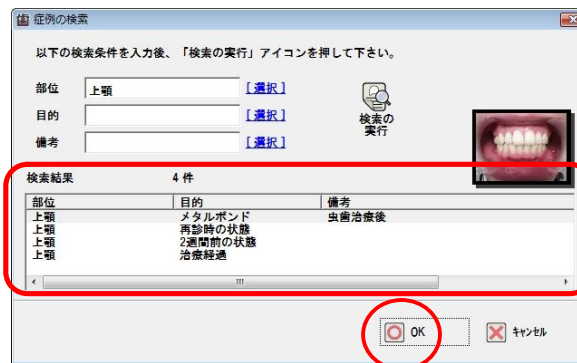 症例の検索
以下の検索条件を入力後、「検索の実行」アイコンを押して下さい。
部位 上顎 [選択]
目的 [選択]
備考 [選択]
検索の
実行
検索結果 4 件
部位 目的 備考
上顎 メタルボンド 虫歯治療後
上顎 再診時の状態
上顎 2週間前の状態
上顎 治療経過
OK
キャンセル